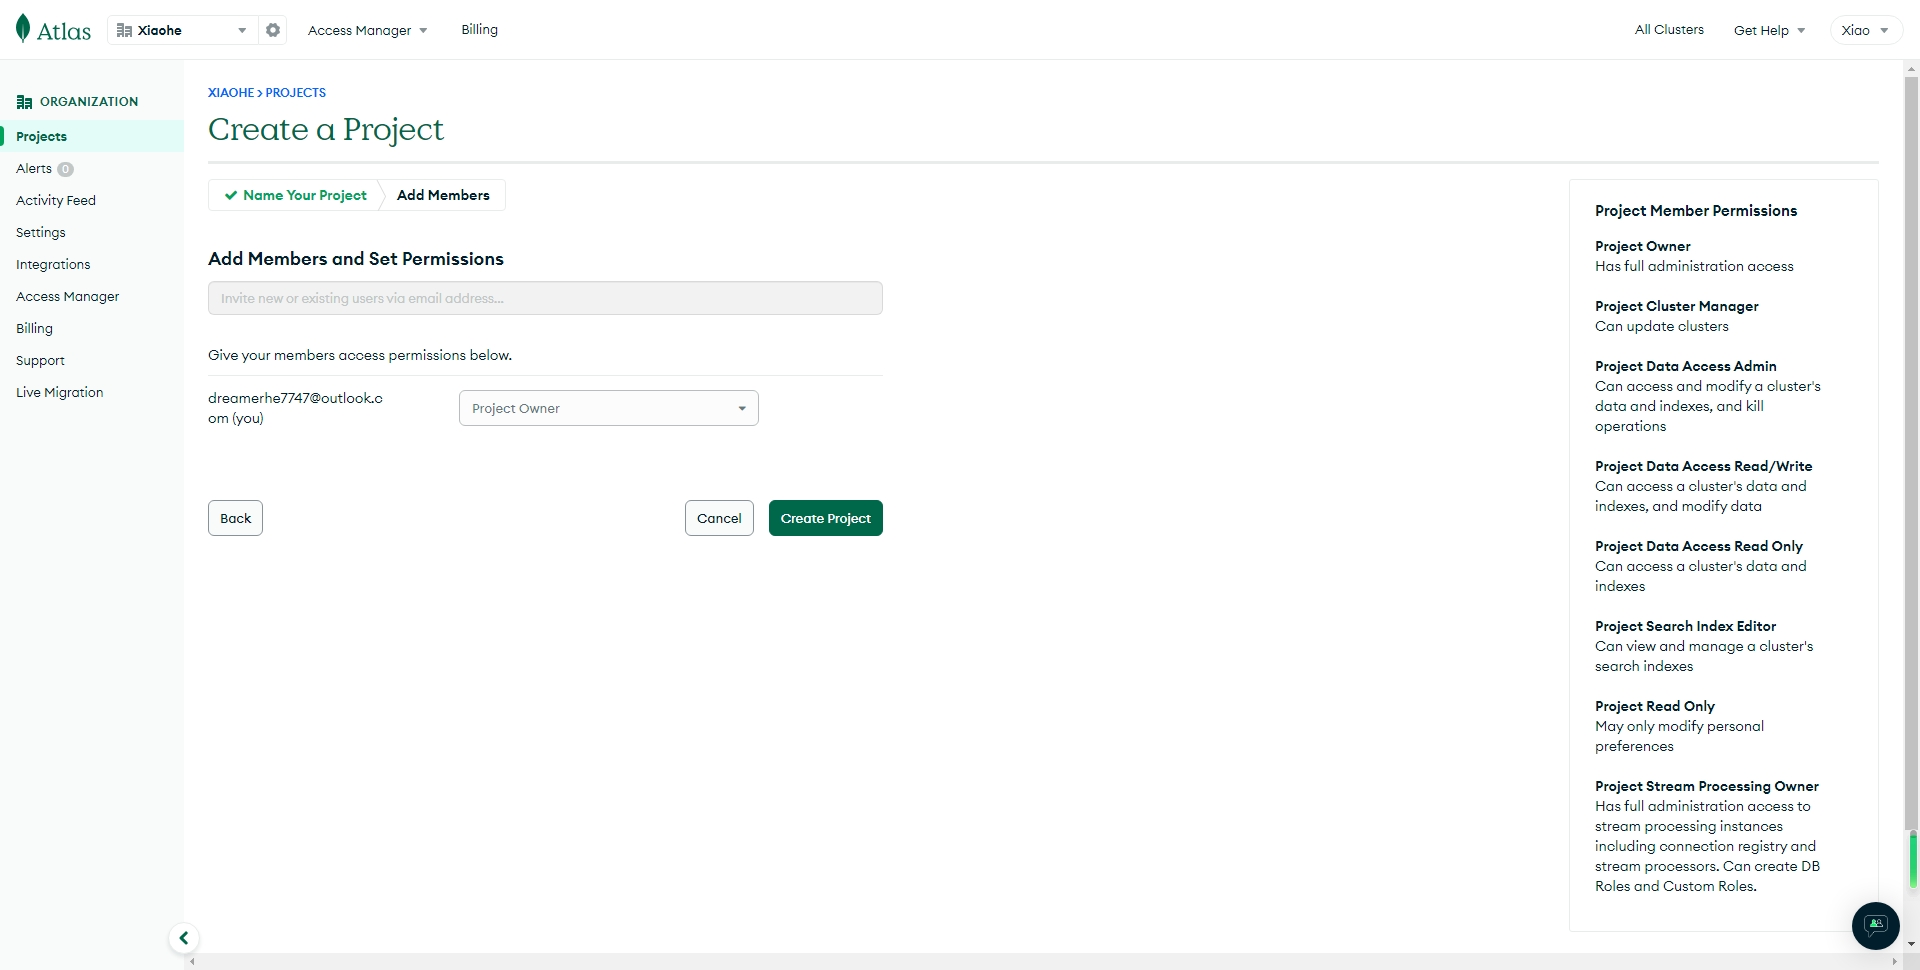 Atlas
Xiaohe
Access Manager
Billing
All Clusters
Get Help
Xiao
ORGANIZATION
Projects
Alerts 0
Activity Feed
Settings
Integrations
Access Manager
Billing
Support
Live Migration
XIAOHE > PROJECTS
Create a Project
Name Your Project
Add Members
Add Members and Set Permissions
Invite new or existing users via email address...
Give your members access permissions below.
dreamerhe7747@outlook.c
om (you)
Project Owner
Back
Cancel
Create Project
Project Member Permissions
Project Owner
Has full administration access
Project Cluster Manager
Can update clusters
Project Data Access Admin
Can access and modify a cluster's
data and indexes, and kill
operations
Project Data Access Read/Write
Can access a cluster's data and
indexes, and modify data
Project Data Access Read Only
Can access a cluster's data and
indexes
Project Search Index Editor
Can view and manage a cluster's
search indexes
Project Read Only
May only modify personal
preferences
Project Stream Processing Owner
Has full administration access to
stream processing instances
including connection registry and
stream processors. Can create DB
Roles and Custom Roles.